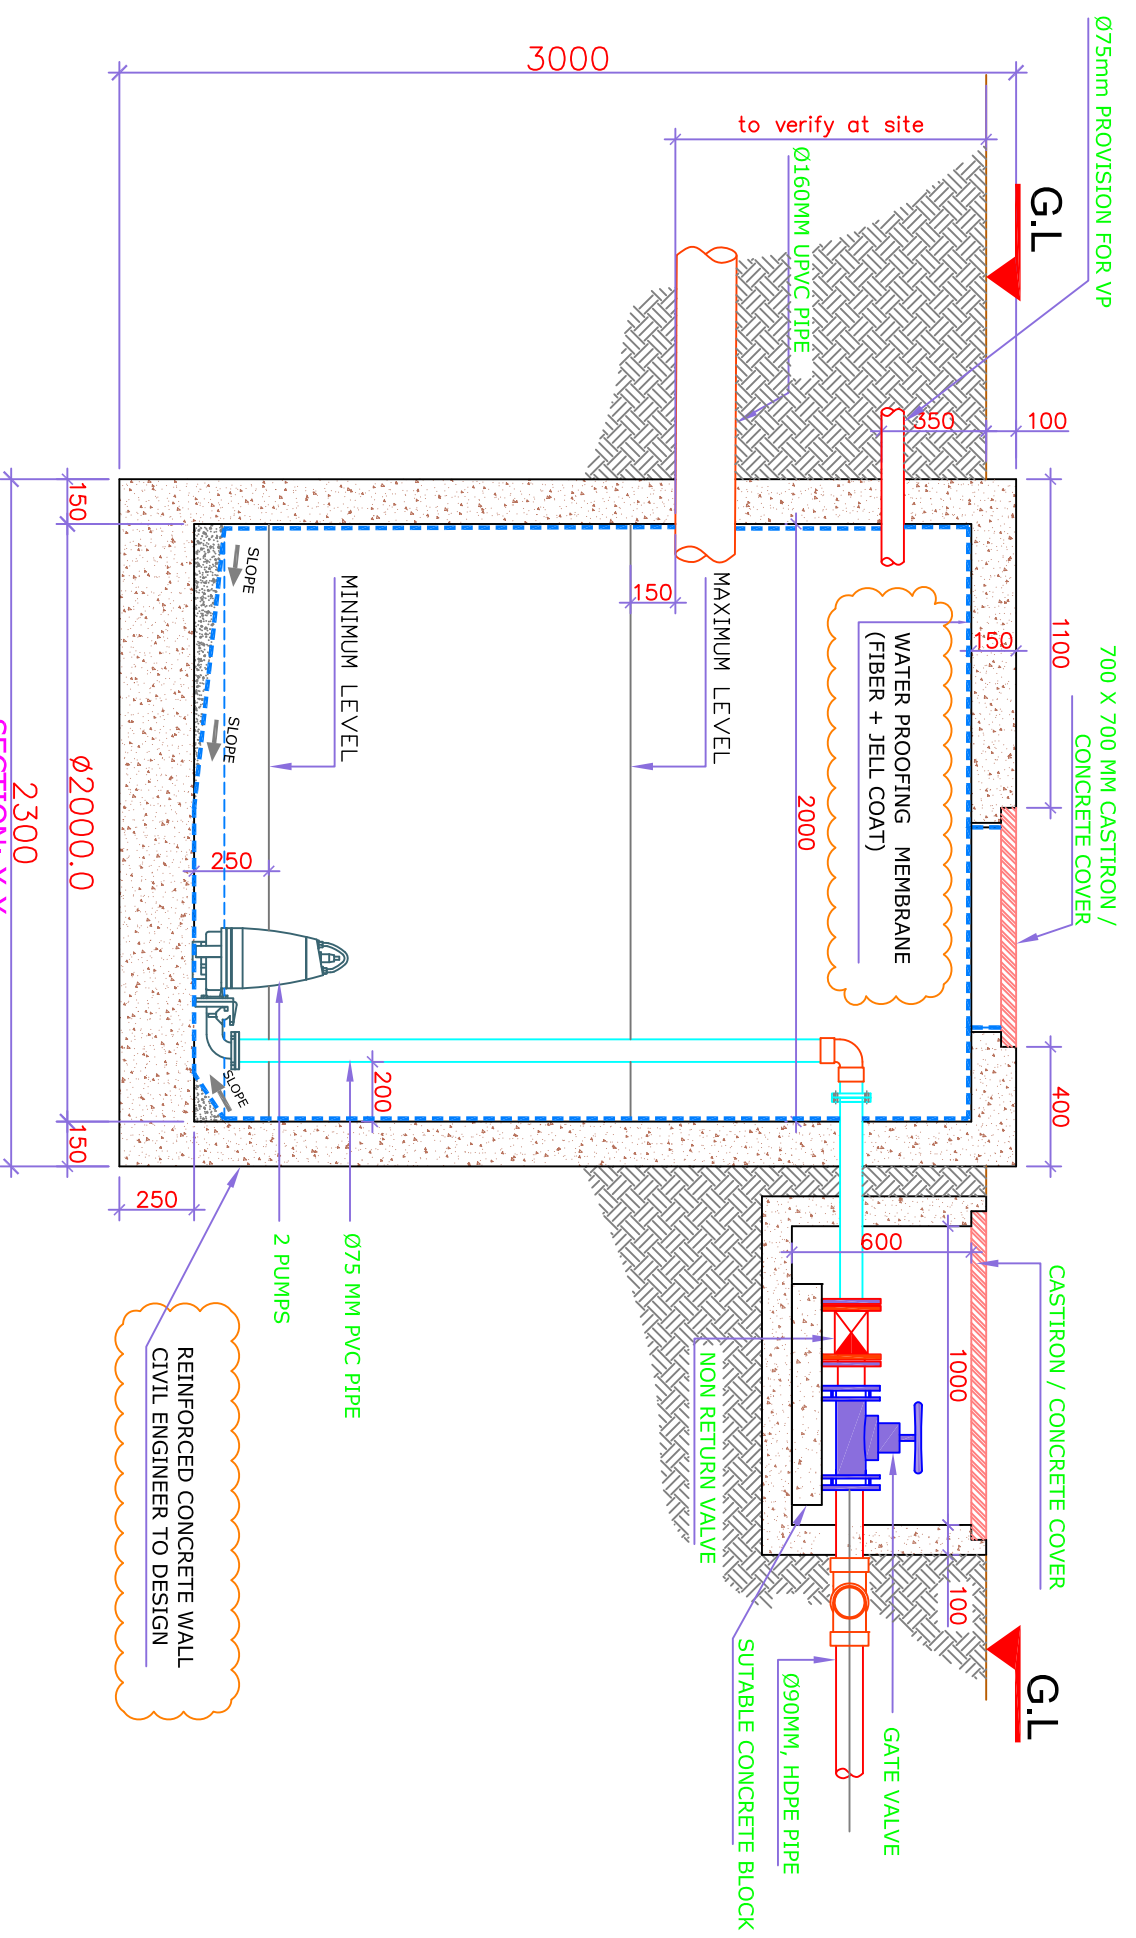 Ø75mm PROVISION FOR VP
G.L
3000
to verify at site
Ø160MM UPVC PIPE
350
100
150
SLOPE
MINIMUM LEVEL
150
MAXIMUM LEVEL
WATER PROOFING MEMBRANE
(FIBER + JELL COAT)
150
1100
700 X 700 MM CASTIRON /
CONCRETE COVER
SLOPE
Ø2000.0
2300
SECTION: X-X
250
2000
SLOPE
200
400
150
250
2 PUMPS
Ø75 MM PVC PIPE
600
CASTIRON / CONCRETE COVER
1000
NON RETURN VALVE
REINFORCED CONCRETE WALL
CIVIL ENGINEER TO DESIGN
100
G.L
GATE VALVE
Ø90MM, HDPE PIPE
SUTABLE CONCRETE BLOCK